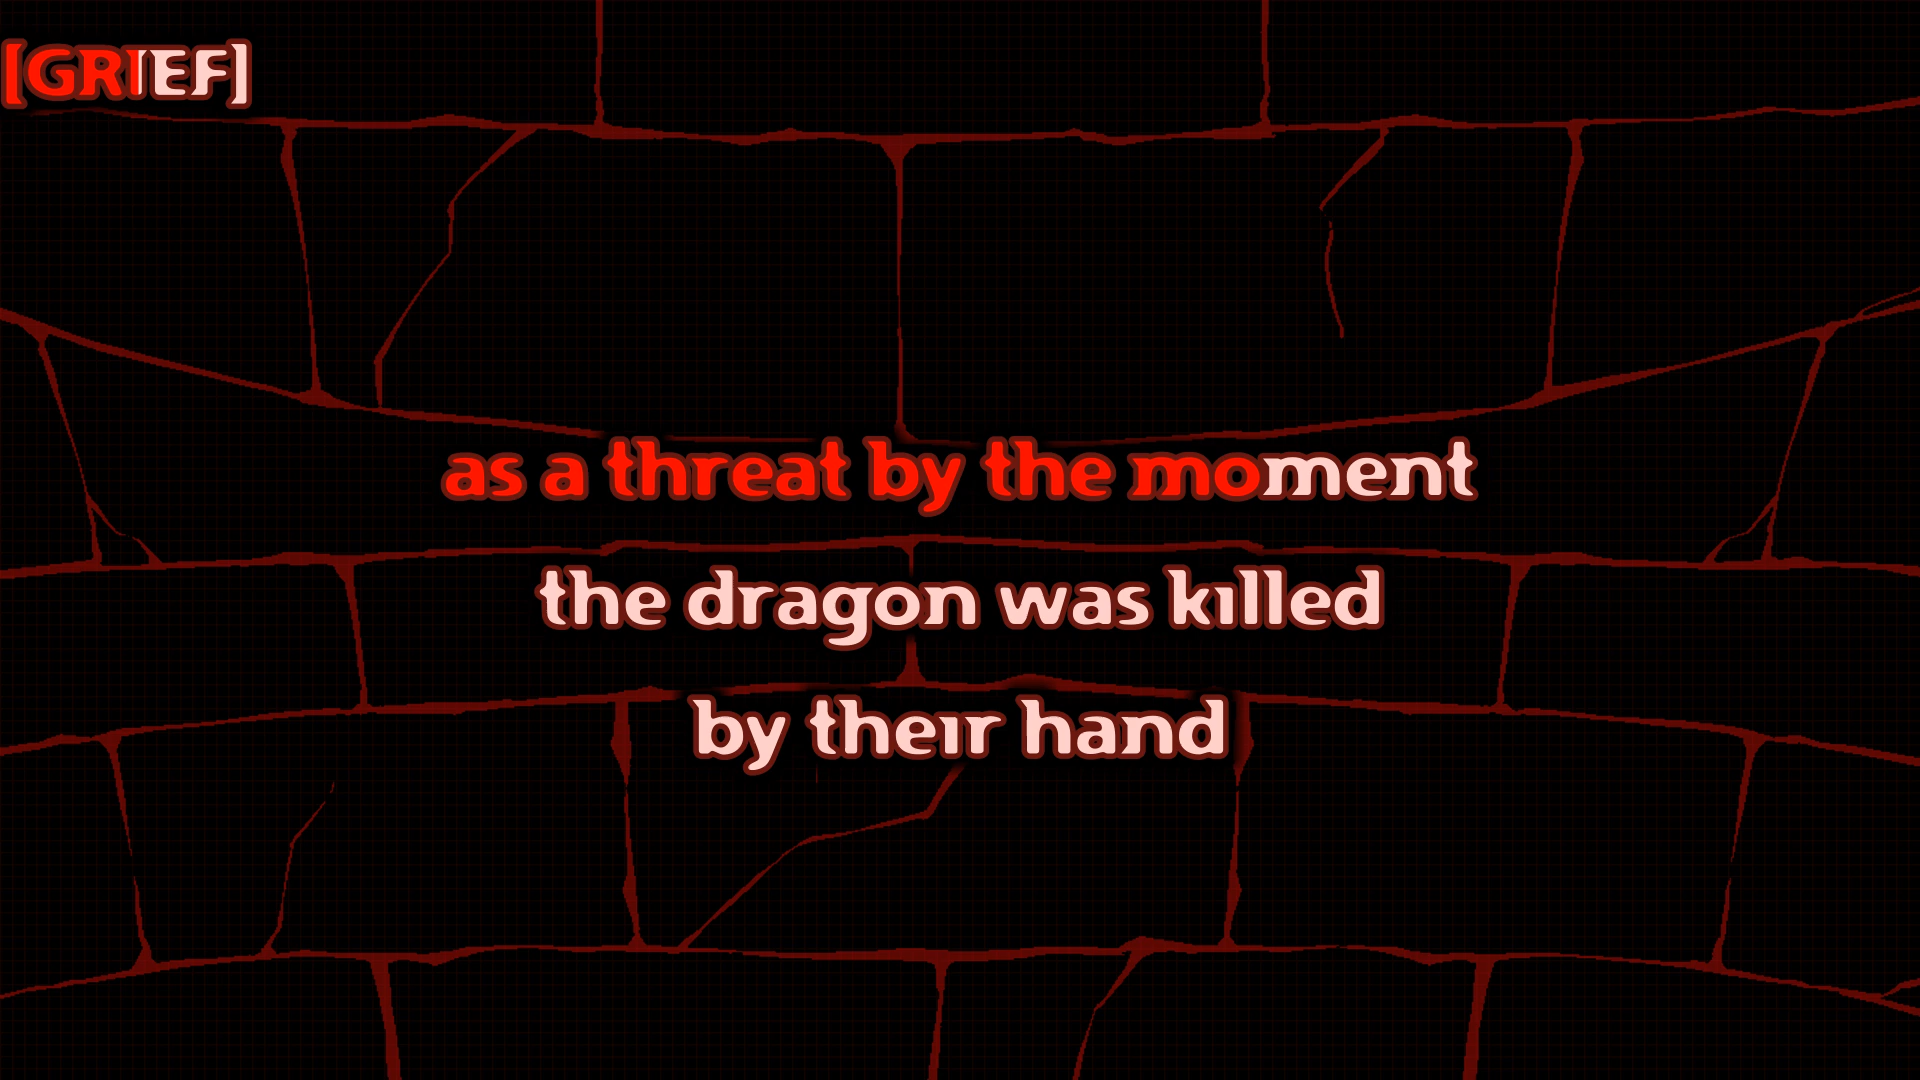 [GRIEF]
as a threat by the moment
the dragon was killed
by their hand